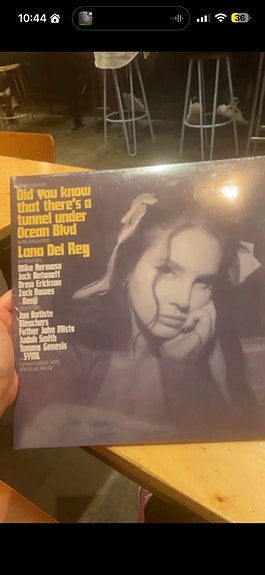 10:44
36
Did you know
that there's a
tunnel under
Ocean Blvd
Lana Del Rey
Mike Hermosa
Jack Antonoff
Drew Erickson
Zach Dawes
Benji
Jon Batiste
Bleachers
Father John Misty
Judah Smith
Tommy Genesis
SYML